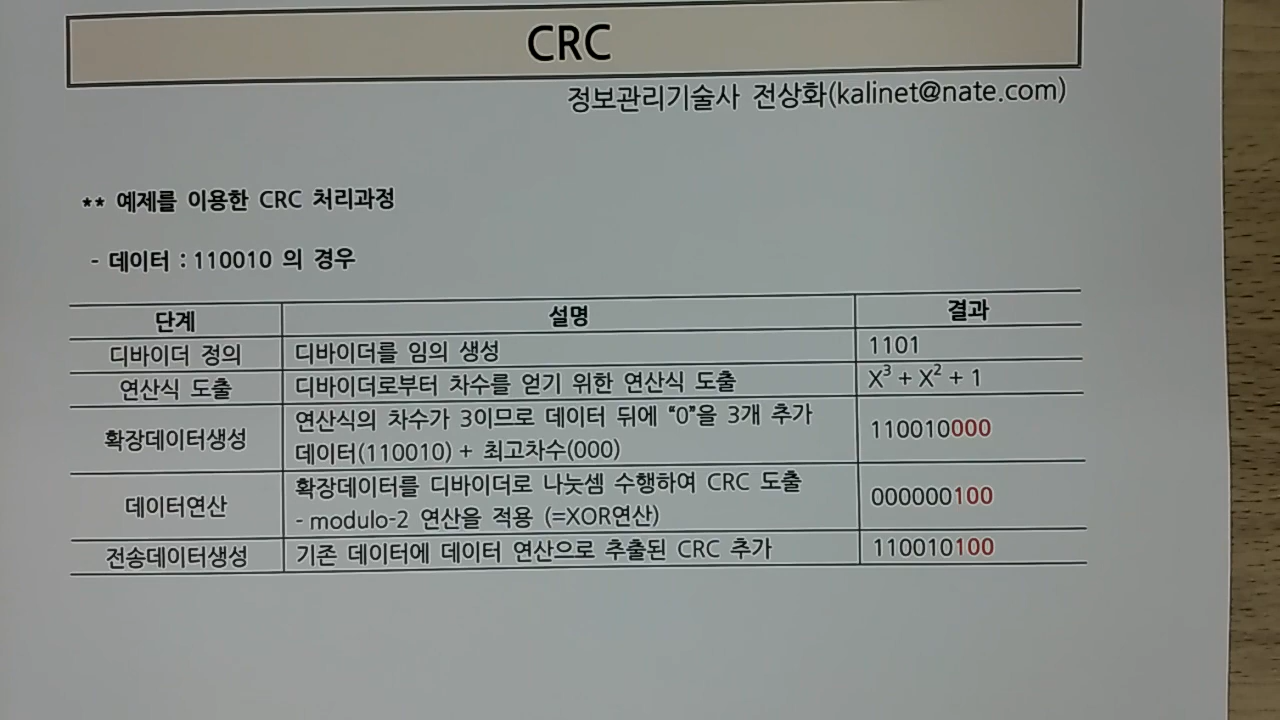 CRC
정보관리기술사 전상화(kalinet@nate.com)
** 예제를 이용한 CRC 처리과정
- 데이터 : 110010 의 경우
단계 설명 결과
디바이더 정의 디바이더를 임의 생성 1101
연산식 도출 디바이더로부터 차수를 얻기 위한 연산식 도출 X³ + X² + 1
확장데이터생성 연산식의 차수가 3이므로 데이터 뒤에 “0”을 3개 추가 110010000
데이터(110010) + 최고차수(000)
데이터연산 확장데이터를 디바이더로 나눗셈 수행하여 CRC 도출 000000100
- modulo-2 연산을 적용 (=XOR연산)
전송데이터생성 기존 데이터에 데이터 연산으로 추출된 CRC 추가 110010100